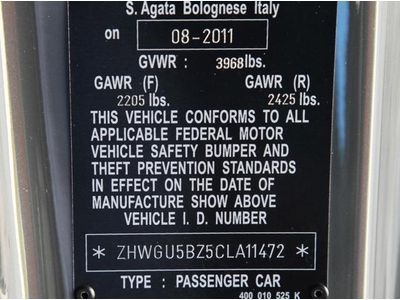 S. Agata Bolognese Italy
on 08-2011
GVWR : 3968lbs.
GAWR (F) GAWR (R)
2205 lbs. 2425 lbs.
THIS VEHICLE CONFORMS TO ALL
APPLICABLE FEDERAL MOTOR
VEHICLE SAFETY BUMPER AND
THEFT PREVENTION STANDARDS
IN EFFECT ON THE DATE OF
MANUFACTURE SHOW ABOVE
VEHICLE I. D. NUMBER
* ZHWGU5BZ5CLA11472 *
TYPE : PASSENGER CAR
400 010 525 K